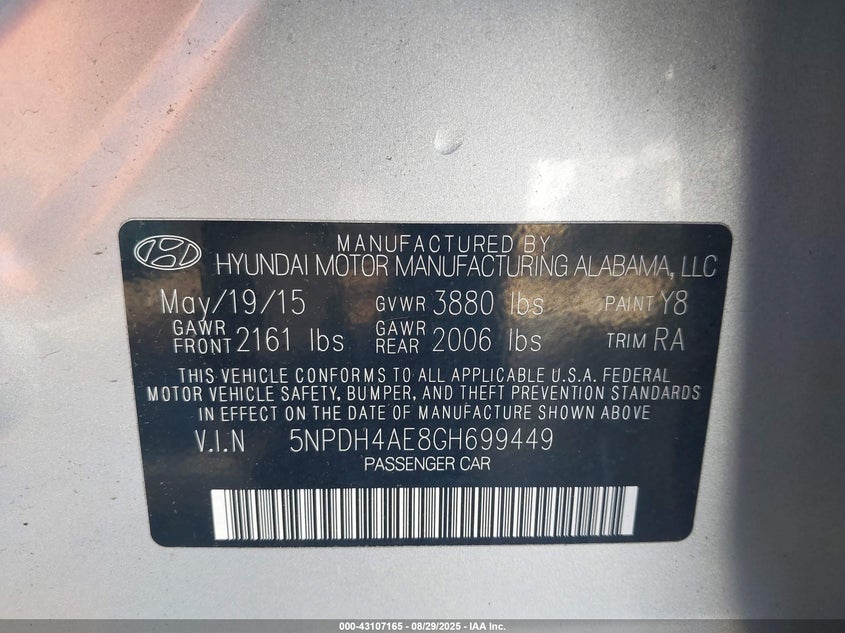 MANUFACTURED BY
HYUNDAI MOTOR MANUFACTURING ALABAMA, LLC
May/19/15 GVWR 3880 lbs PAINT Y8
GAWR FRONT 2161 lbs GAWR REAR 2006 lbs TRIM RA
THIS VEHICLE CONFORMS TO ALL APPLICABLE U.S.A. FEDERAL
MOTOR VEHICLE SAFETY, BUMPER, AND THEFT PREVENTION STANDARDS
IN EFFECT ON THE DATE OF MANUFACTURE SHOWN ABOVE
V.I.N 5NPDH4AE8GH699449
PASSENGER CAR
000-43107165 - 08/29/2025 - IAA Inc.